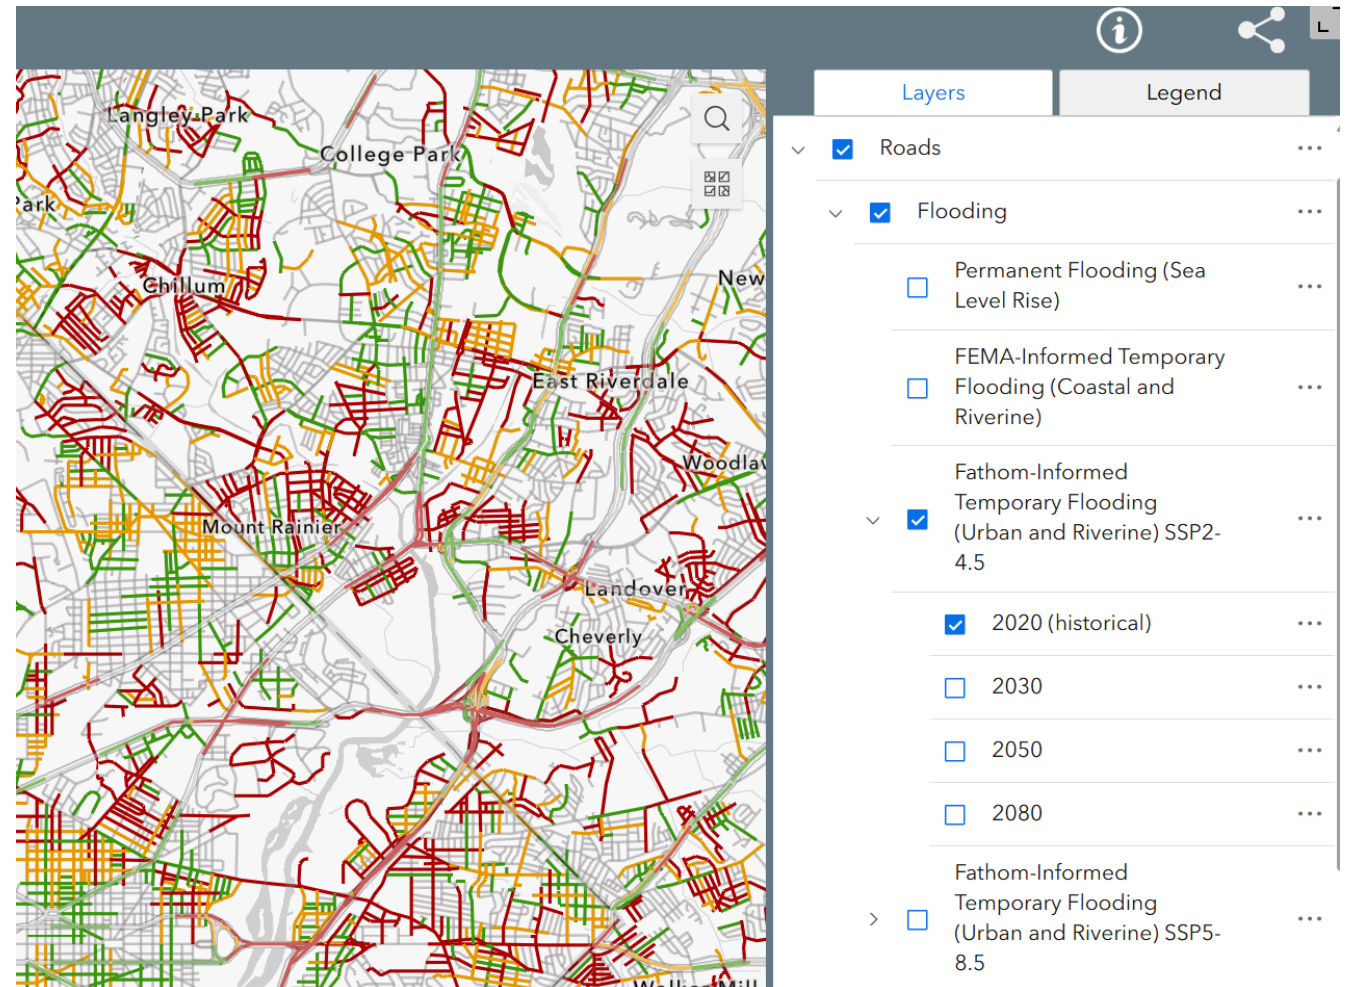 Layers
Legend
Langley Park
College Park
Park
Chillum
New
East Riverdale
Woodlaw
Mount Rainier
Landover
Cheverly
Walker Mill
Roads
Flooding
Permanent Flooding (Sea
Level Rise)
FEMA-Informed Temporary
Flooding (Coastal and
Riverine)
Fathom-Informed
Temporary Flooding
(Urban and Riverine) SSP2-
4.5
2020 (historical)
2030
2050
2080
Fathom-Informed
Temporary Flooding
(Urban and Riverine) SSP5-
8.5